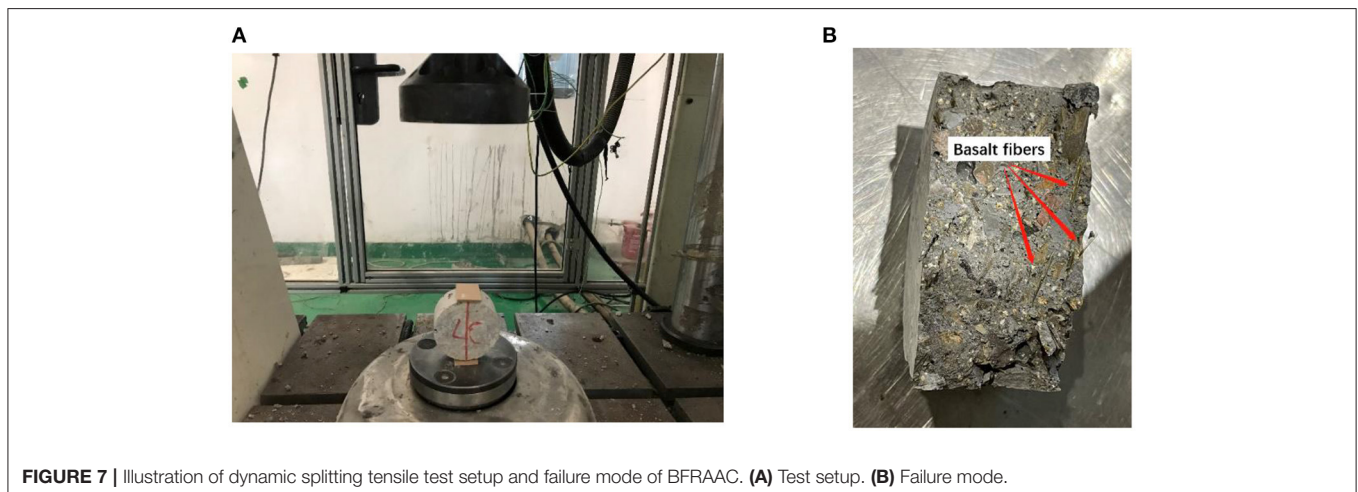 A
B
4C
Basalt fibers
FIGURE 7 | Illustration of dynamic splitting tensile test setup and failure mode of BFRAAC. (A) Test setup. (B) Failure mode.